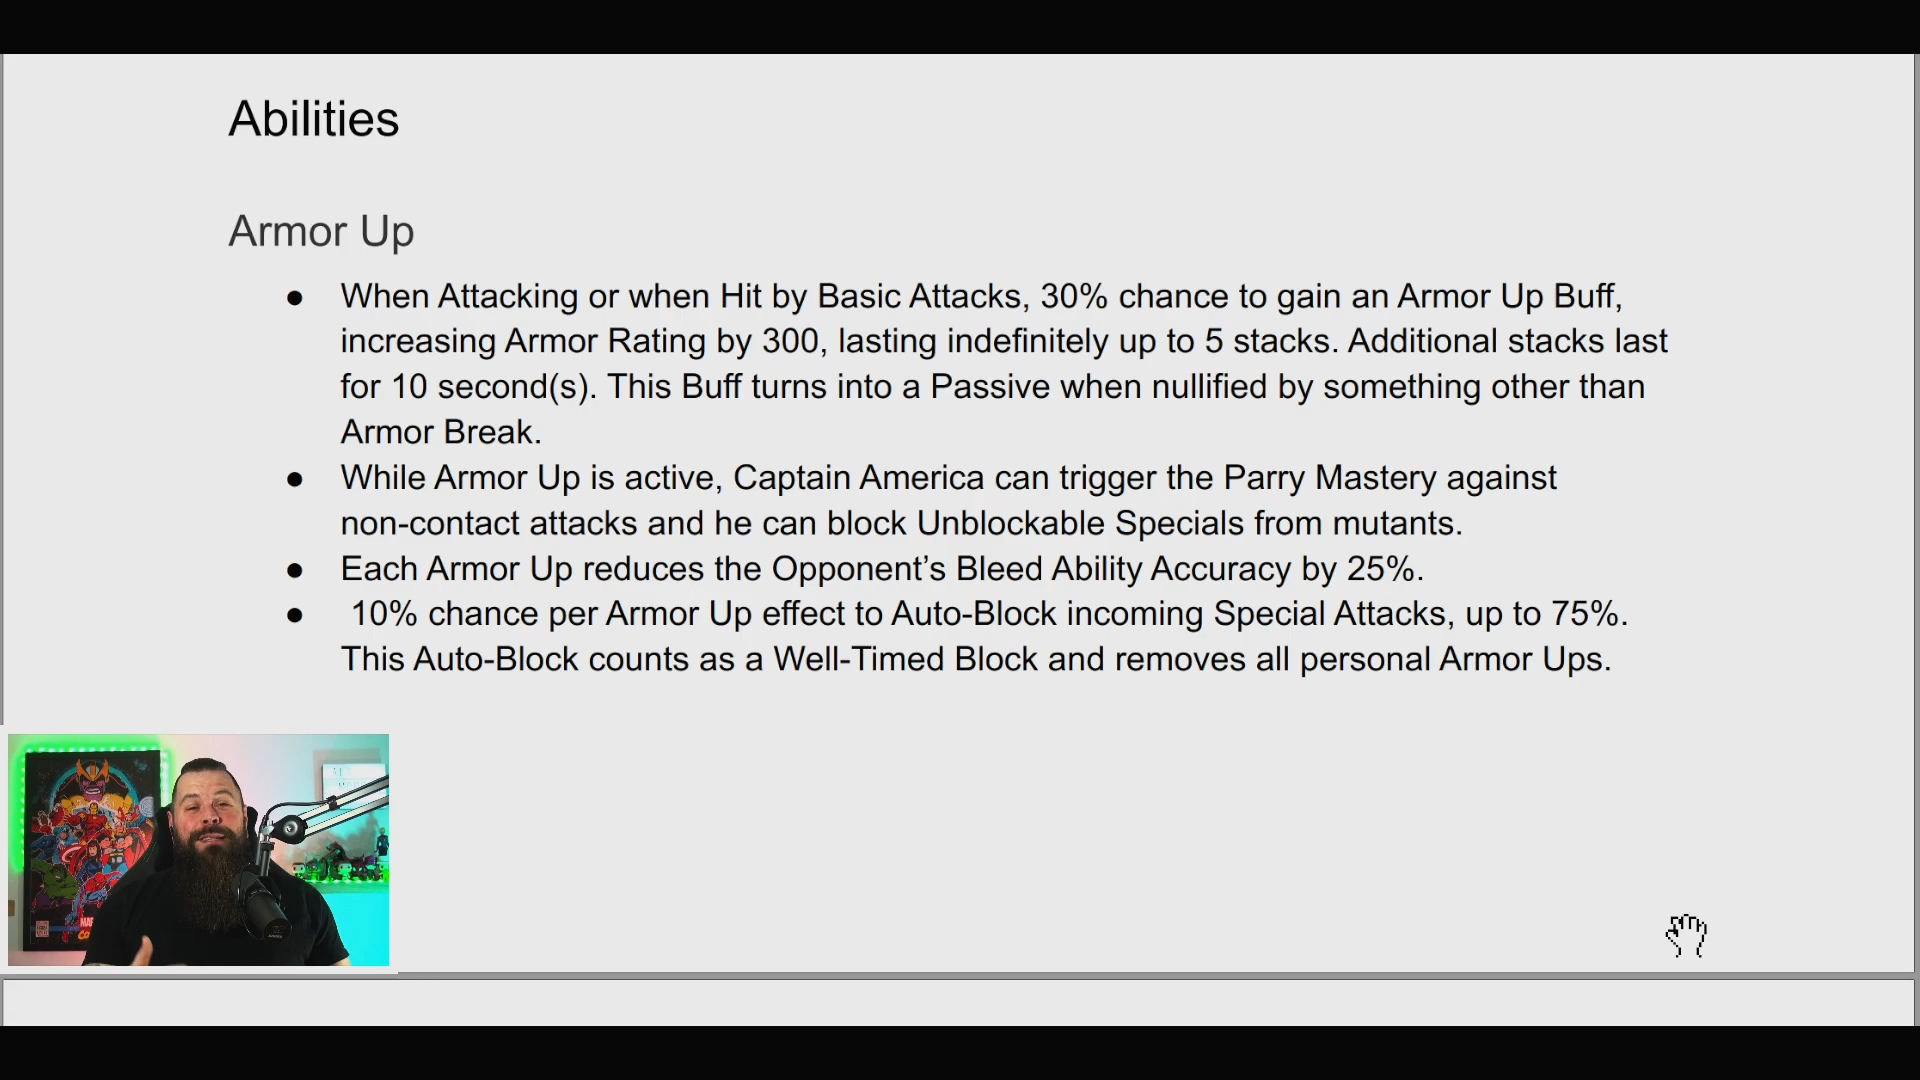 Abilities
Armor Up
● When Attacking or when Hit by Basic Attacks, 30% chance to gain an Armor Up Buff,
increasing Armor Rating by 300, lasting indefinitely up to 5 stacks. Additional stacks last
for 10 second(s). This Buff turns into a Passive when nullified by something other than
Armor Break.
● While Armor Up is active, Captain America can trigger the Parry Mastery against
non-contact attacks and he can block Unblockable Specials from mutants.
● Each Armor Up reduces the Opponent’s Bleed Ability Accuracy by 25%.
● 10% chance per Armor Up effect to Auto-Block incoming Special Attacks, up to 75%.
This Auto-Block counts as a Well-Timed Block and removes all personal Armor Ups.